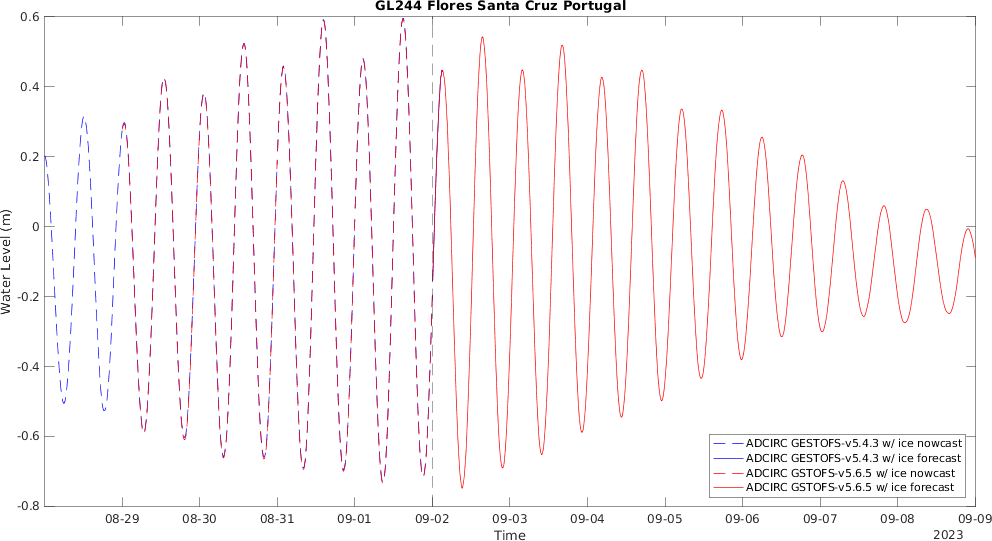 GL244 Flores Santa Cruz Portugal
Water Level (m)
0.6
0.4
0.2
0
-0.2
-0.4
-0.6
-0.8
ADCIRC GESTOFS-v5.4.3 w/ ice nowcast
ADCIRC GESTOFS-v5.4.3 w/ ice forecast
ADCIRC GSTOFS-v5.6.5 w/ ice nowcast
ADCIRC GSTOFS-v5.6.5 w/ ice forecast
08-29 08-30 08-31 09-01 09-02 09-03 09-04 09-05 09-06 09-07 09-08 09-09
Time
2023